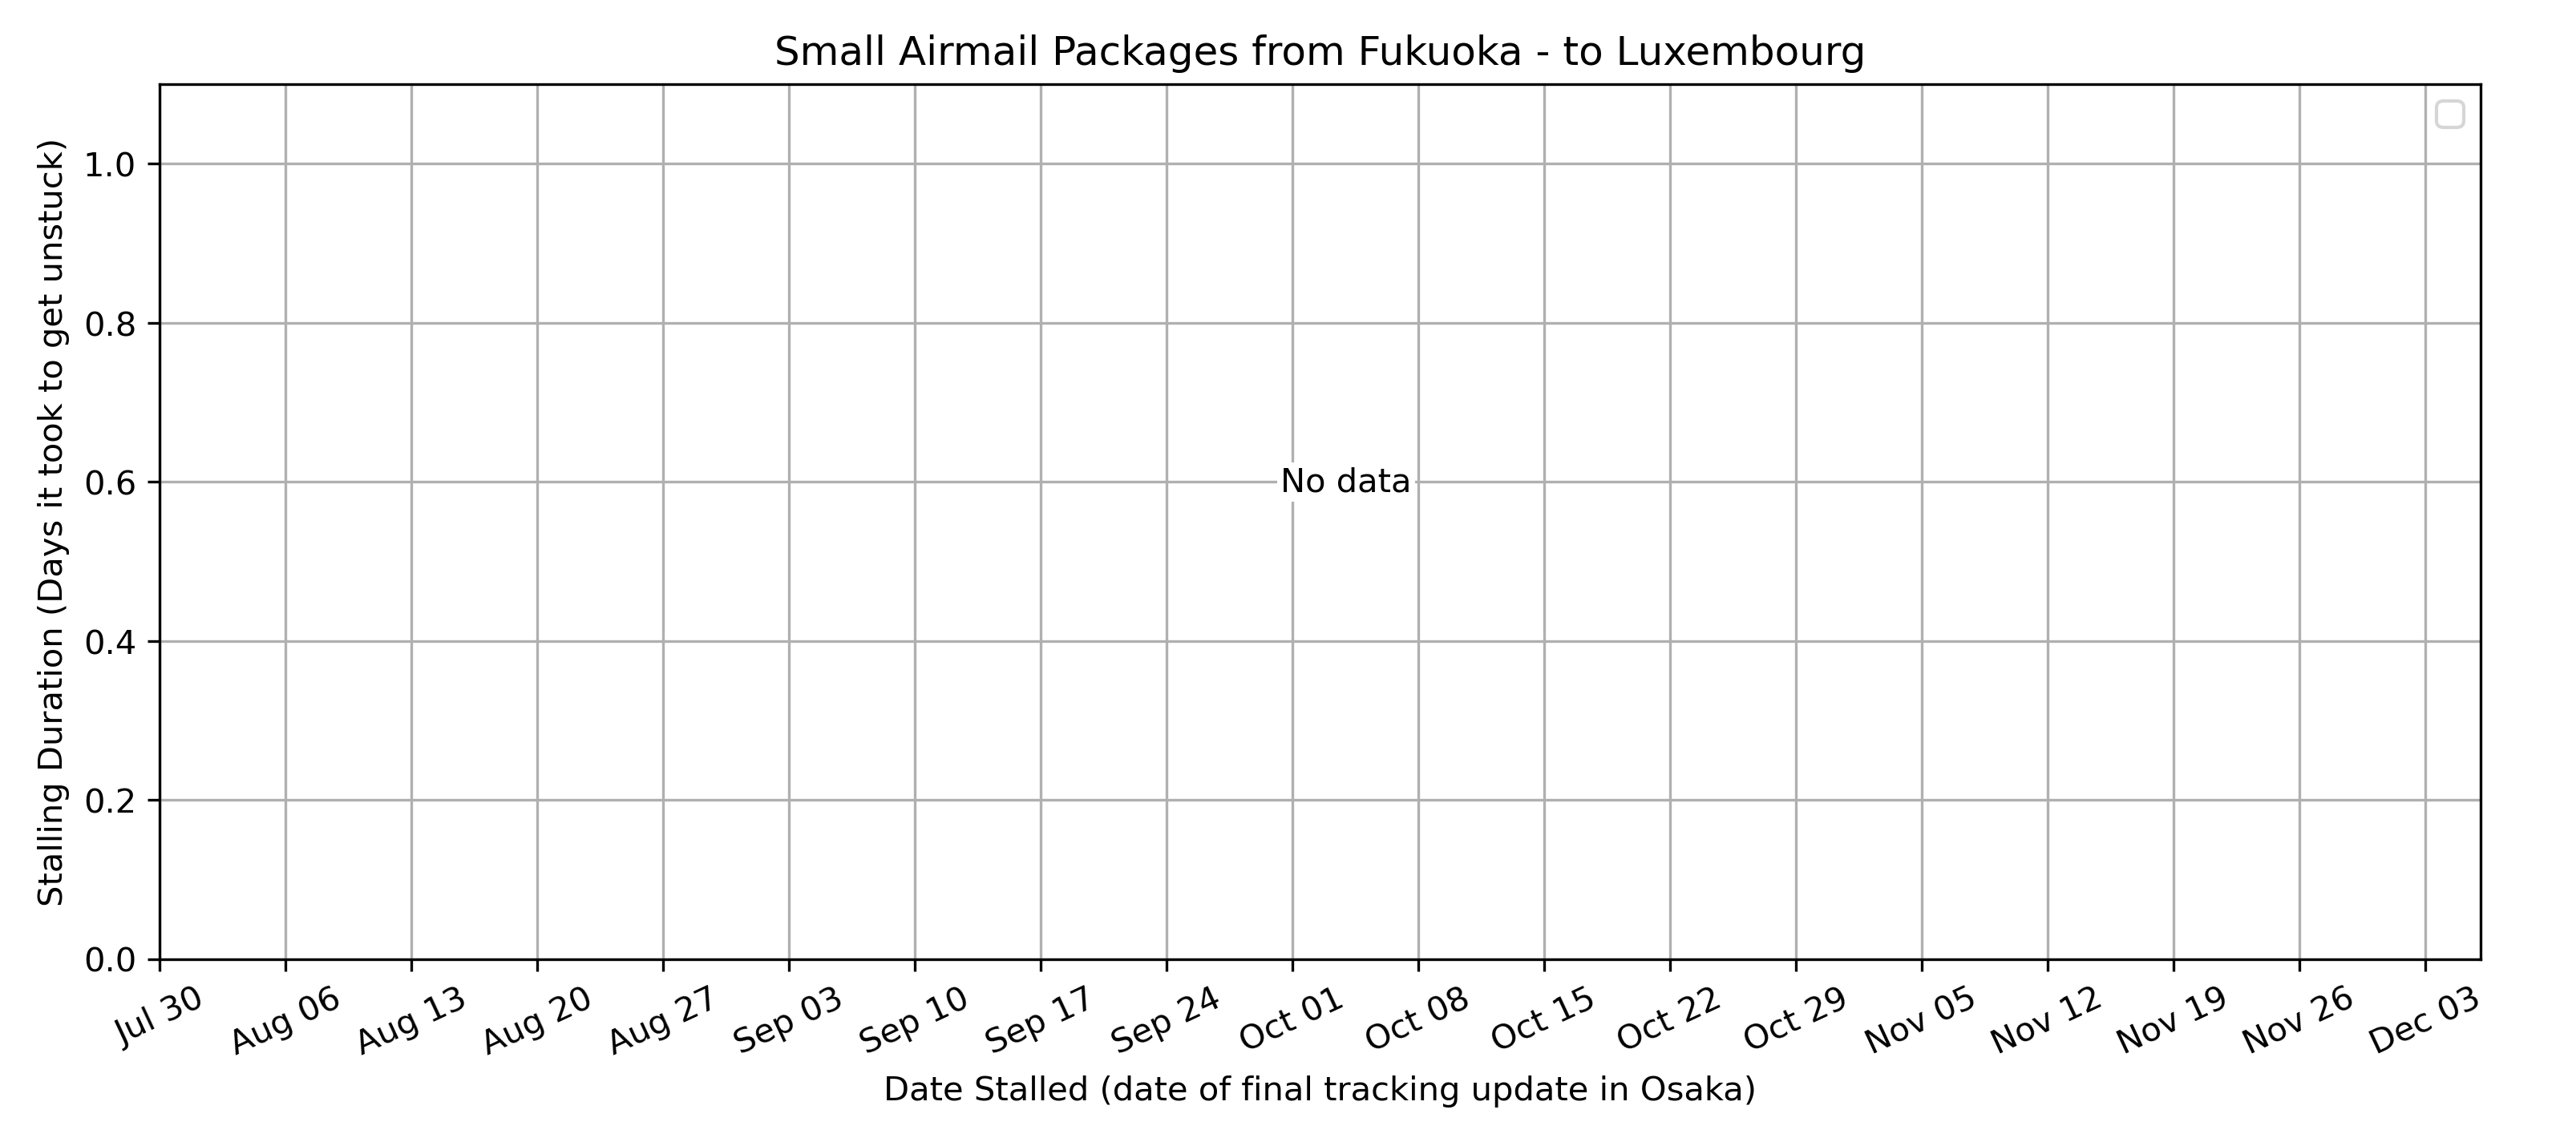 Small Airmail Packages from Fukuoka - to Luxembourg
Stalling Duration (Days it took to get unstuck)
1.0
0.8
0.6
0.4
0.2
0.0
No data
Jul 30
Aug 06
Aug 13
Aug 20
Aug 27
Sep 03
Sep 10
Sep 17
Sep 24
Oct 01
Oct 08
Oct 15
Oct 22
Oct 29
Nov 05
Nov 12
Nov 19
Nov 26
Dec 03
Date Stalled (date of final tracking update in Osaka)